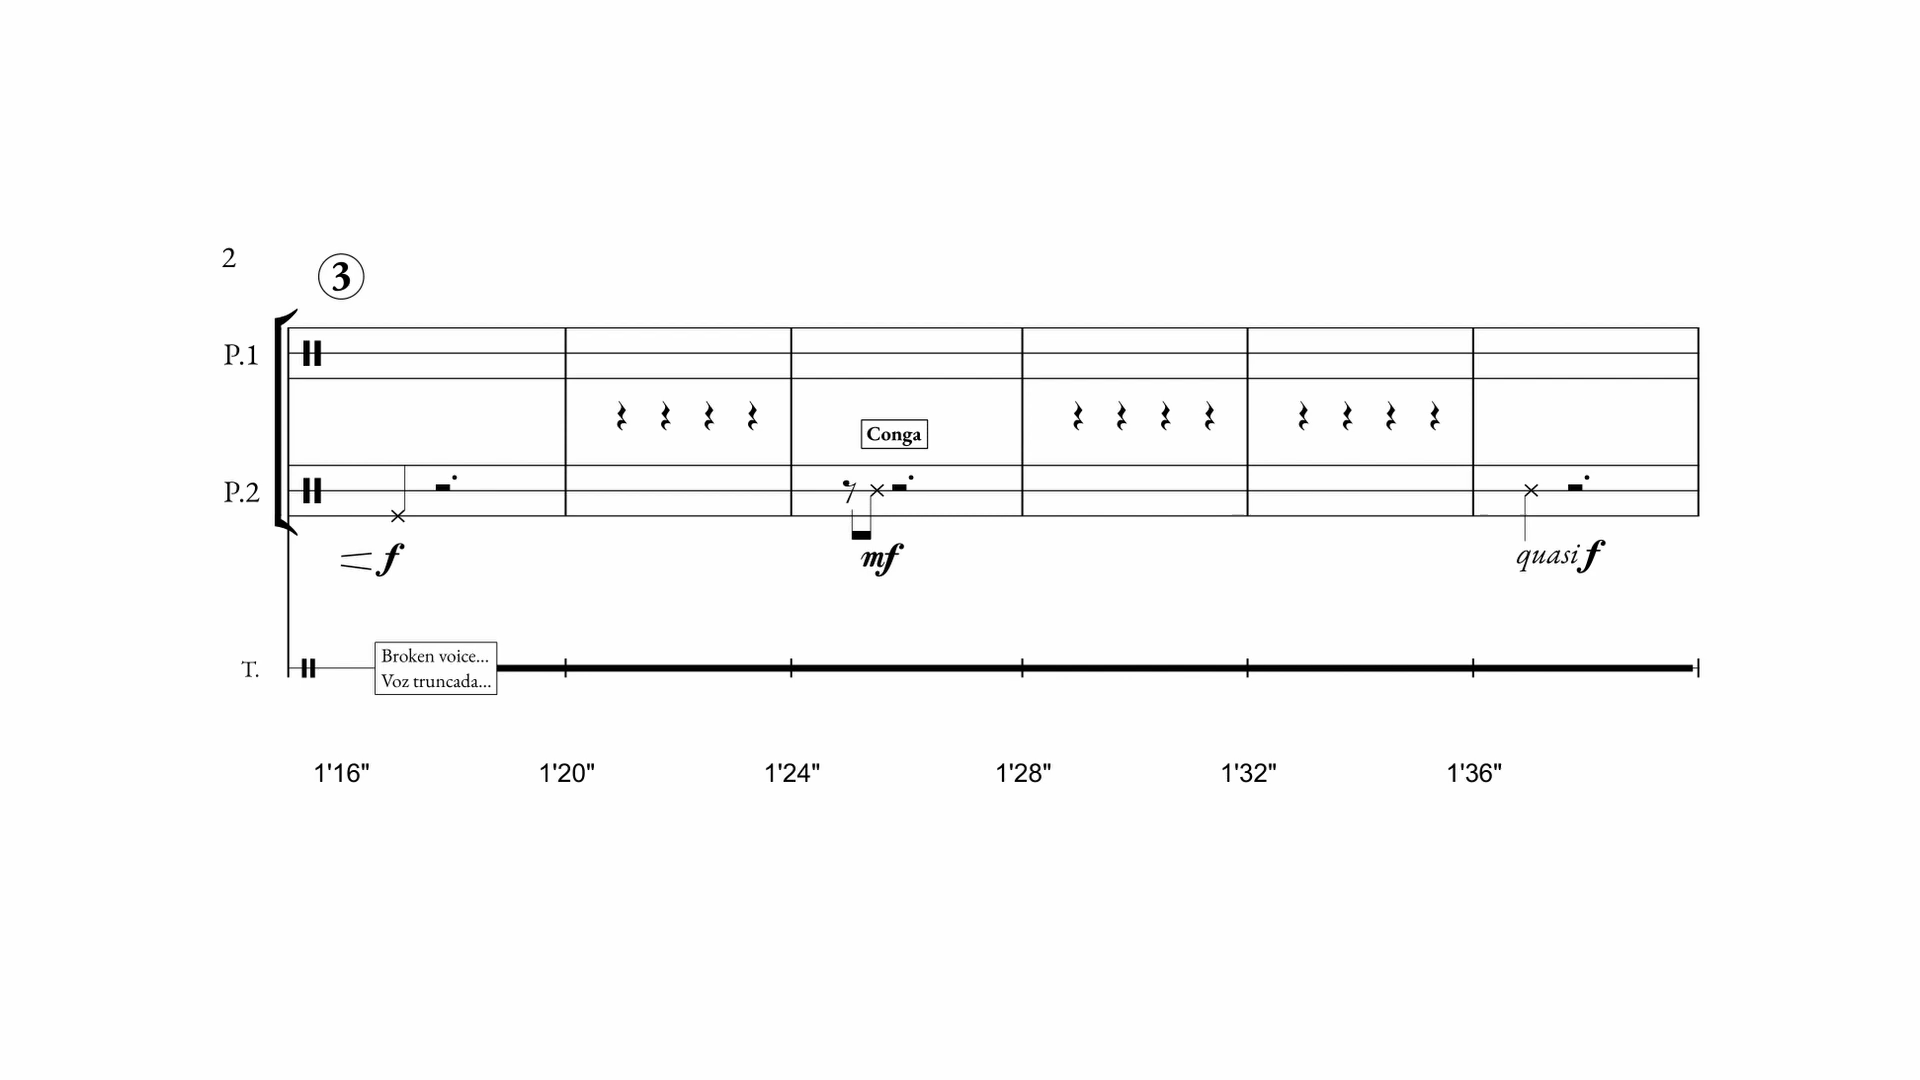 2
3
P.1
Conga
P.2
f
mf
quasi f
T.
Broken voice...
Voz truncada...
1'16" 1'20" 1'24" 1'28" 1'32" 1'36"